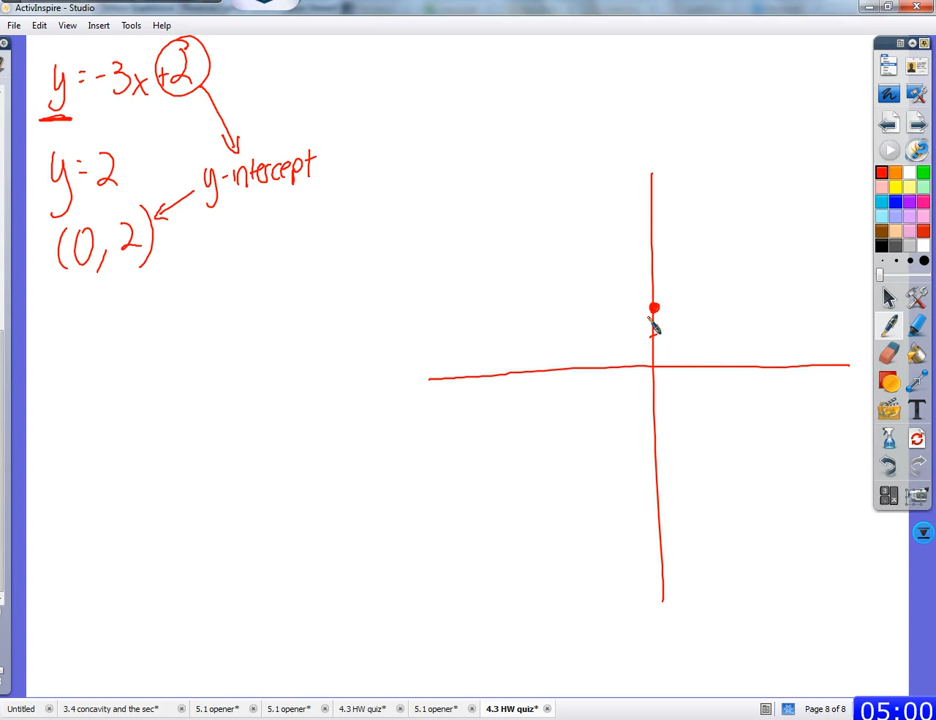 ActivInspire - Studio
File Edit View Insert Tools Help
y = -3x +2
y = 2
y-intercept
(0, 2)
T
Untitled 3.4 concavity and the sec* 5.1 opener* 5.1 opener* 4.3 HW quiz* 5.1 opener* 4.3 HW quiz* Page 8 of 8
05:00